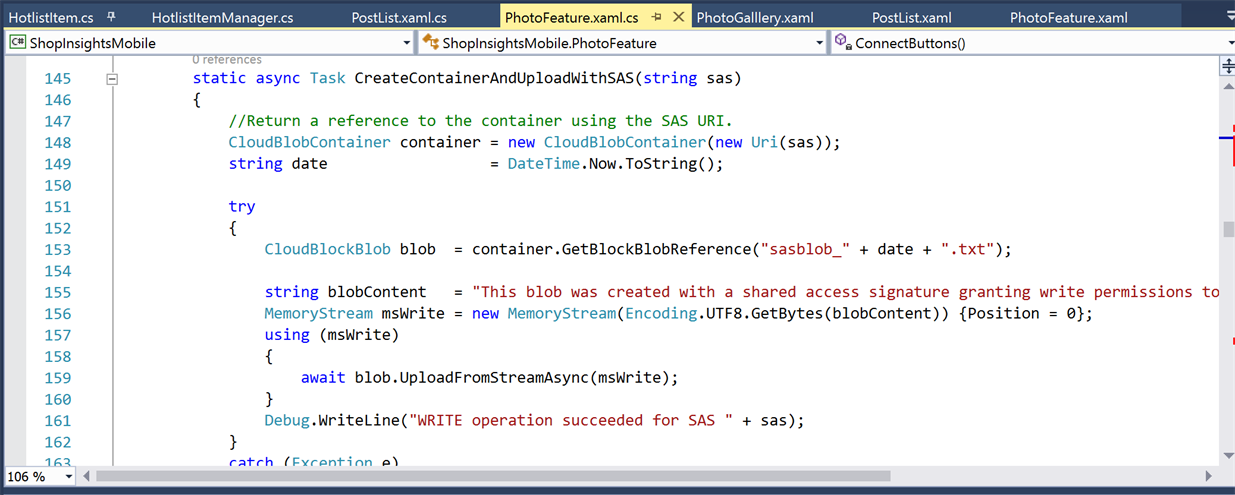 HotlistItem.cs HotlistItemManager.cs PostList.xaml.cs PhotoFeature.xaml.cs PhotoGalllery.xaml PostList.xaml PhotoFeature.xaml
C# ShopInsightsMobile ShopInsightsMobile.PhotoFeature ConnectButtons()
0 references
145 static async Task CreateContainerAndUploadWithSAS(string sas)
146 {
147 //Return a reference to the container using the SAS URI.
148 CloudBlobContainer container = new CloudBlobContainer(new Uri(sas));
149 string date = DateTime.Now.ToString();
150
151 try
152 {
153 CloudBlockBlob blob = container.GetBlockBlobReference("sasblob_" + date + ".txt");
154
155 string blobContent = "This blob was created with a shared access signature granting write permissions to
156 MemoryStream msWrite = new MemoryStream(Encoding.UTF8.GetBytes(blobContent)) {Position = 0};
157 using (msWrite)
158 {
159 await blob.UploadFromStreamAsync(msWrite);
160 }
161 Debug.WriteLine("WRITE operation succeeded for SAS " + sas);
162 }
163 catch (Exception e)
106 %